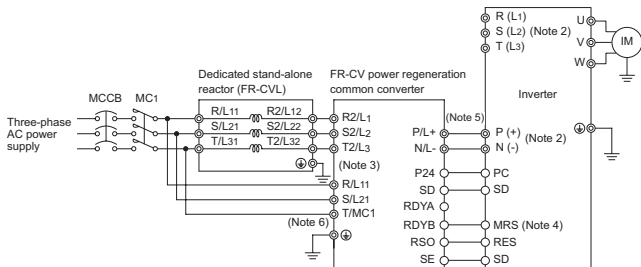 R (L1)
S (L2) (Note 2)
T (L3)
U
V
W
IM
Inverter
Dedicated stand-alone
reactor (FR-CVL)
FR-CV power regeneration
common converter
MCCB
MC1
Three-phase
AC power
supply
R/L11
R2/L12
R2/L1
S/L21
S2/L22
S2/L2
T/L31
T2/L32
T2/L3
(Note 3)
(Note 5)
P/L+
P (+)
(Note 2)
N/L-
N (-)
R/L11
S/L21
T/MC1
(Note 6)
P24
PC
SD
SD
RDYA
RDYB
MRS (Note 4)
RSO
RES
SE
SD